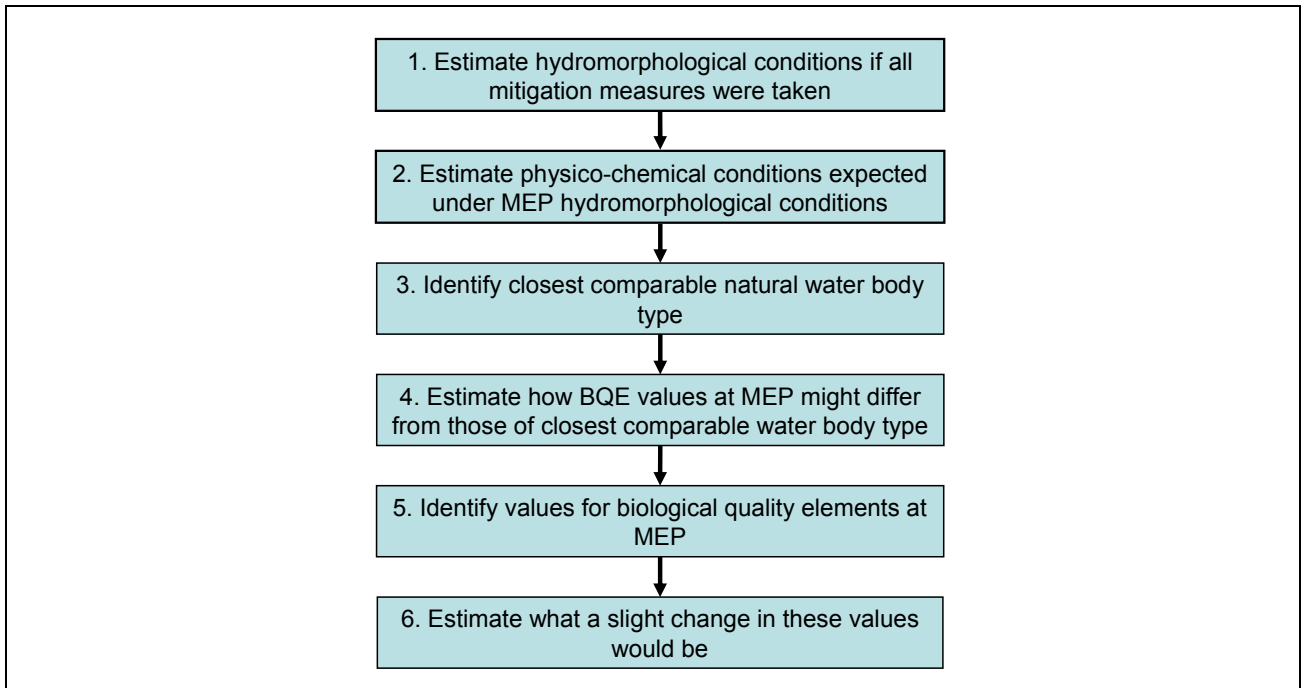 1. Estimate hydromorphological conditions if all
mitigation measures were taken
2. Estimate physico-chemical conditions expected
under MEP hydromorphological conditions
3. Identify closest comparable natural water body
type
4. Estimate how BQE values at MEP might differ
from those of closest comparable water body type
5. Identify values for biological quality elements at
MEP
6. Estimate what a slight change in these values
would be